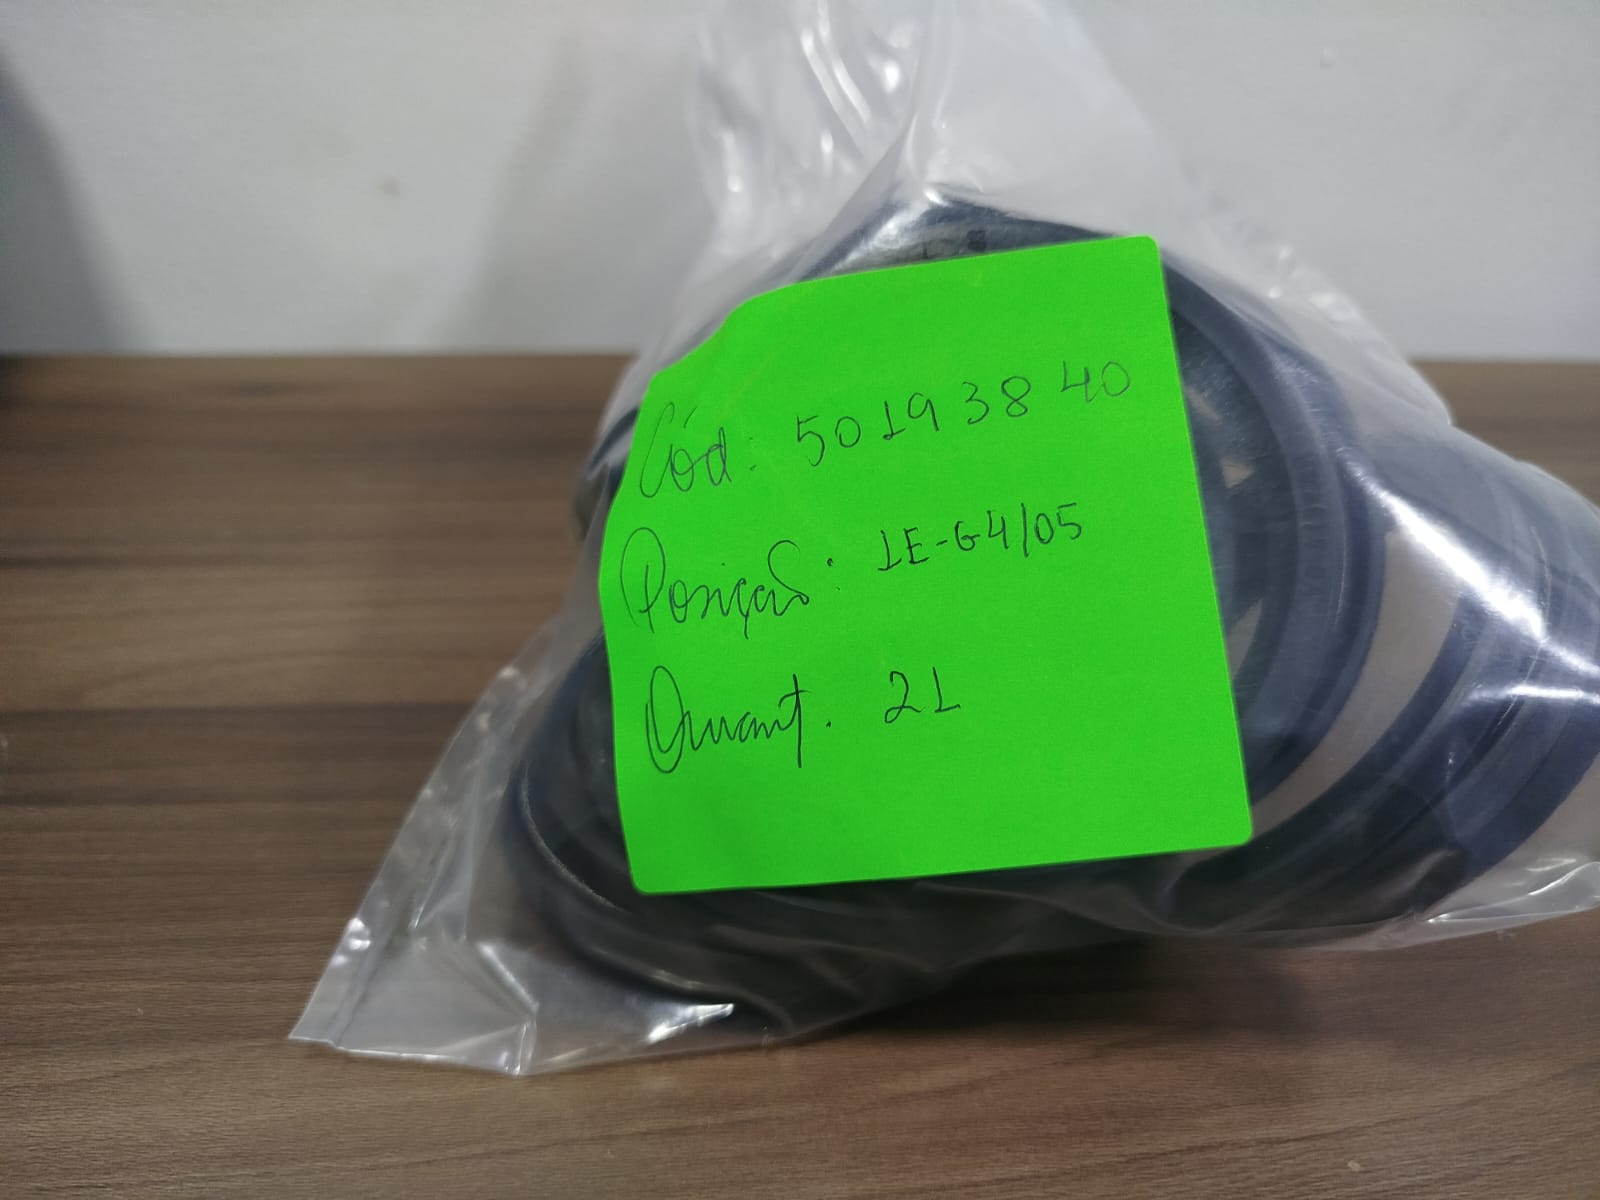 Cód: 50193840
Posição: 1E-G4/05
Quant. 21